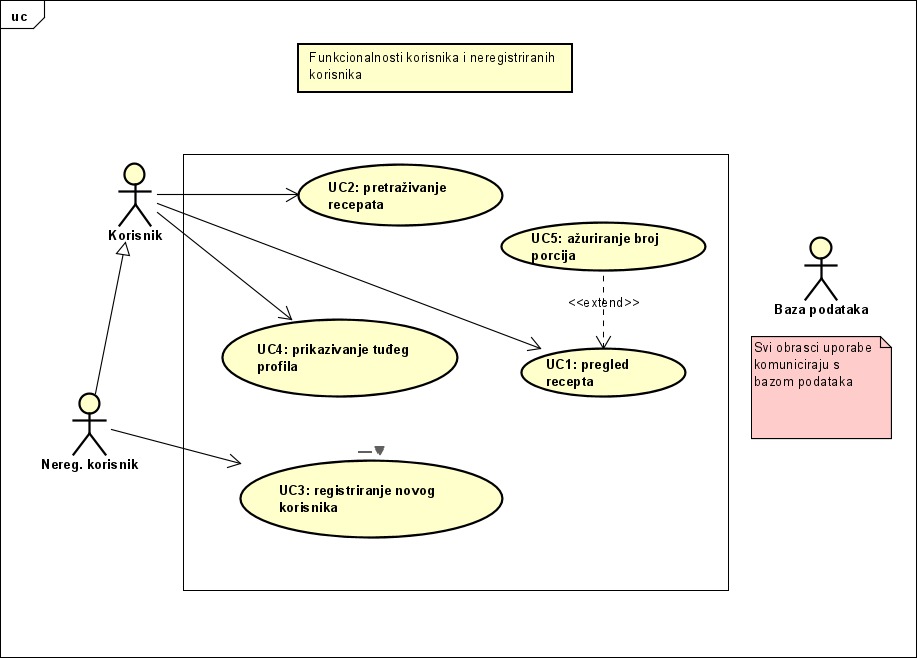 uc
Funkcionalnosti korisnika i neregistriranih
korisnika
UC2: pretraživanje
recepata
Korisnik
UC5: ažuriranje broj
porcija
<<extend>>
Baza podataka
Svi obrasci uporabe
komuniciraju s
bazom podataka
UC4: prikazivanje tuđeg
profila
UC1: pregled
recepta
Nereg. korisnik
UC3: registriranje novog
korisnika